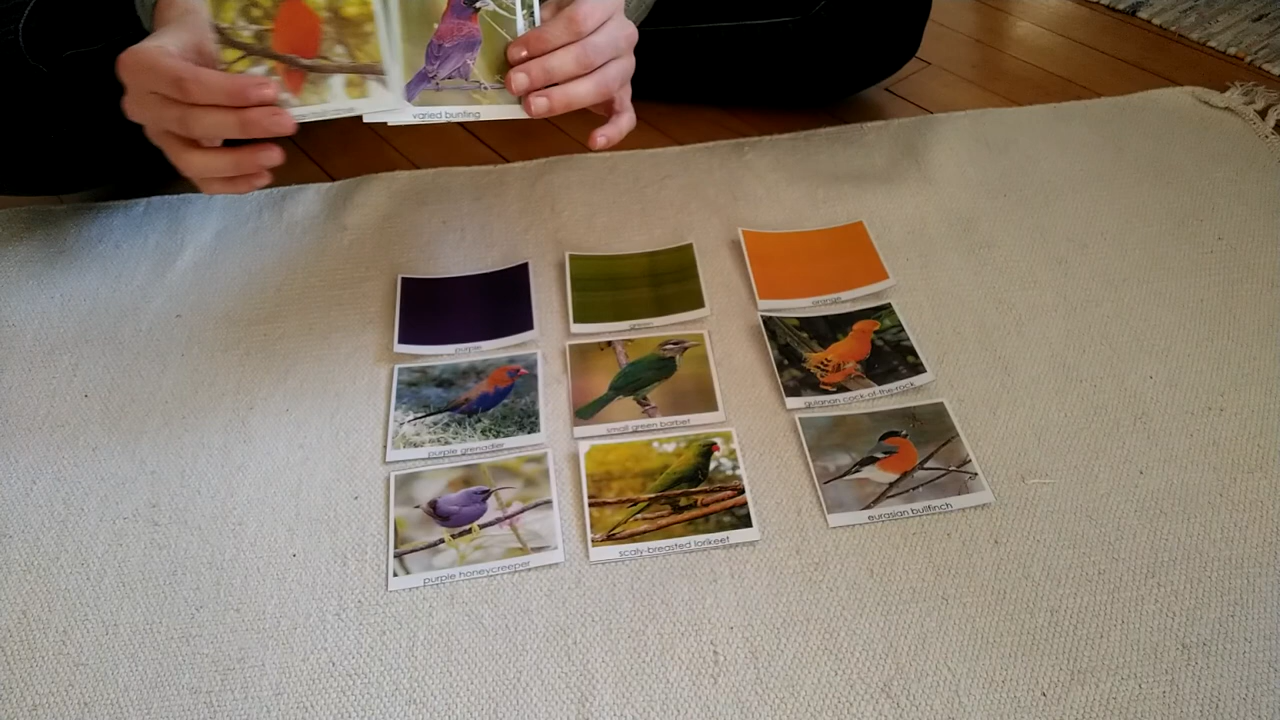 varied bunting
purple
green
orange
purple grenadier
small green barbet
guianan cock-of-the-rock
purple honeycreeper
scaly-breasted lorikeet
eurasian bullfinch